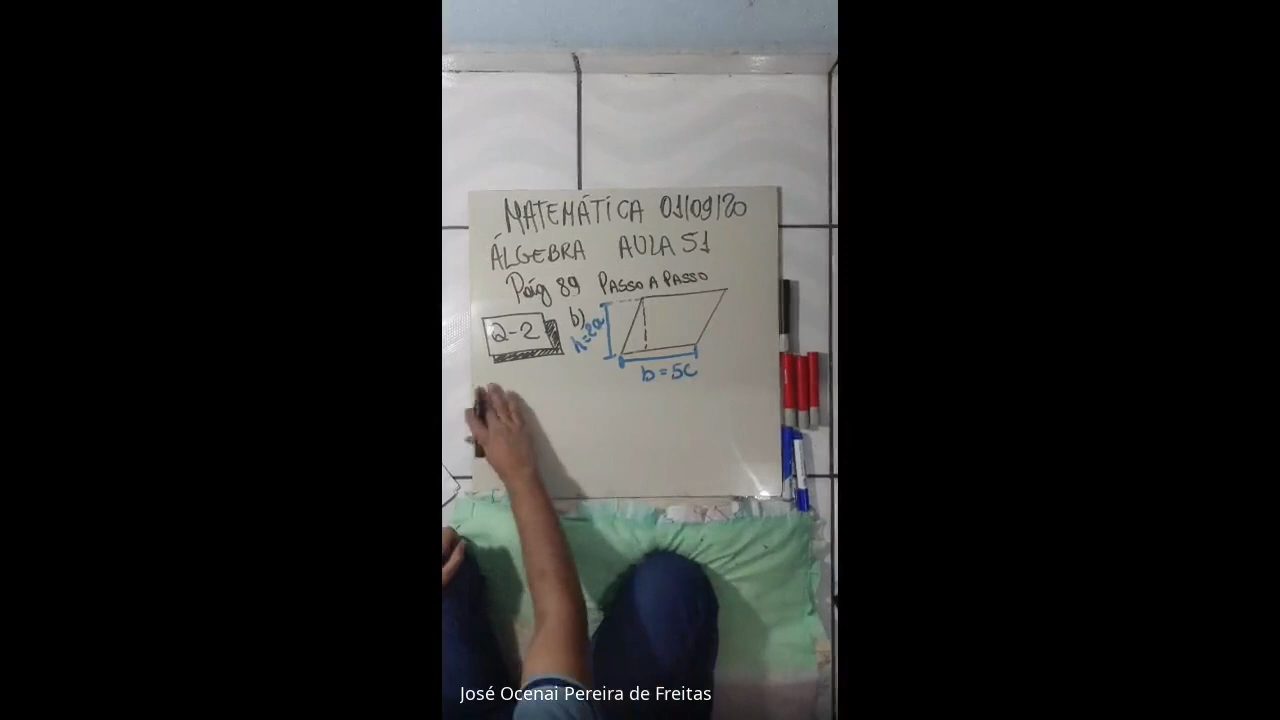 MATEMÁTICA 01/09/20
ÁLGEBRA AULA 51
Pág 89 PASSO A PASSO
Q-2 b)
h=2a
b=5c
José Ocenai Pereira de Freitas